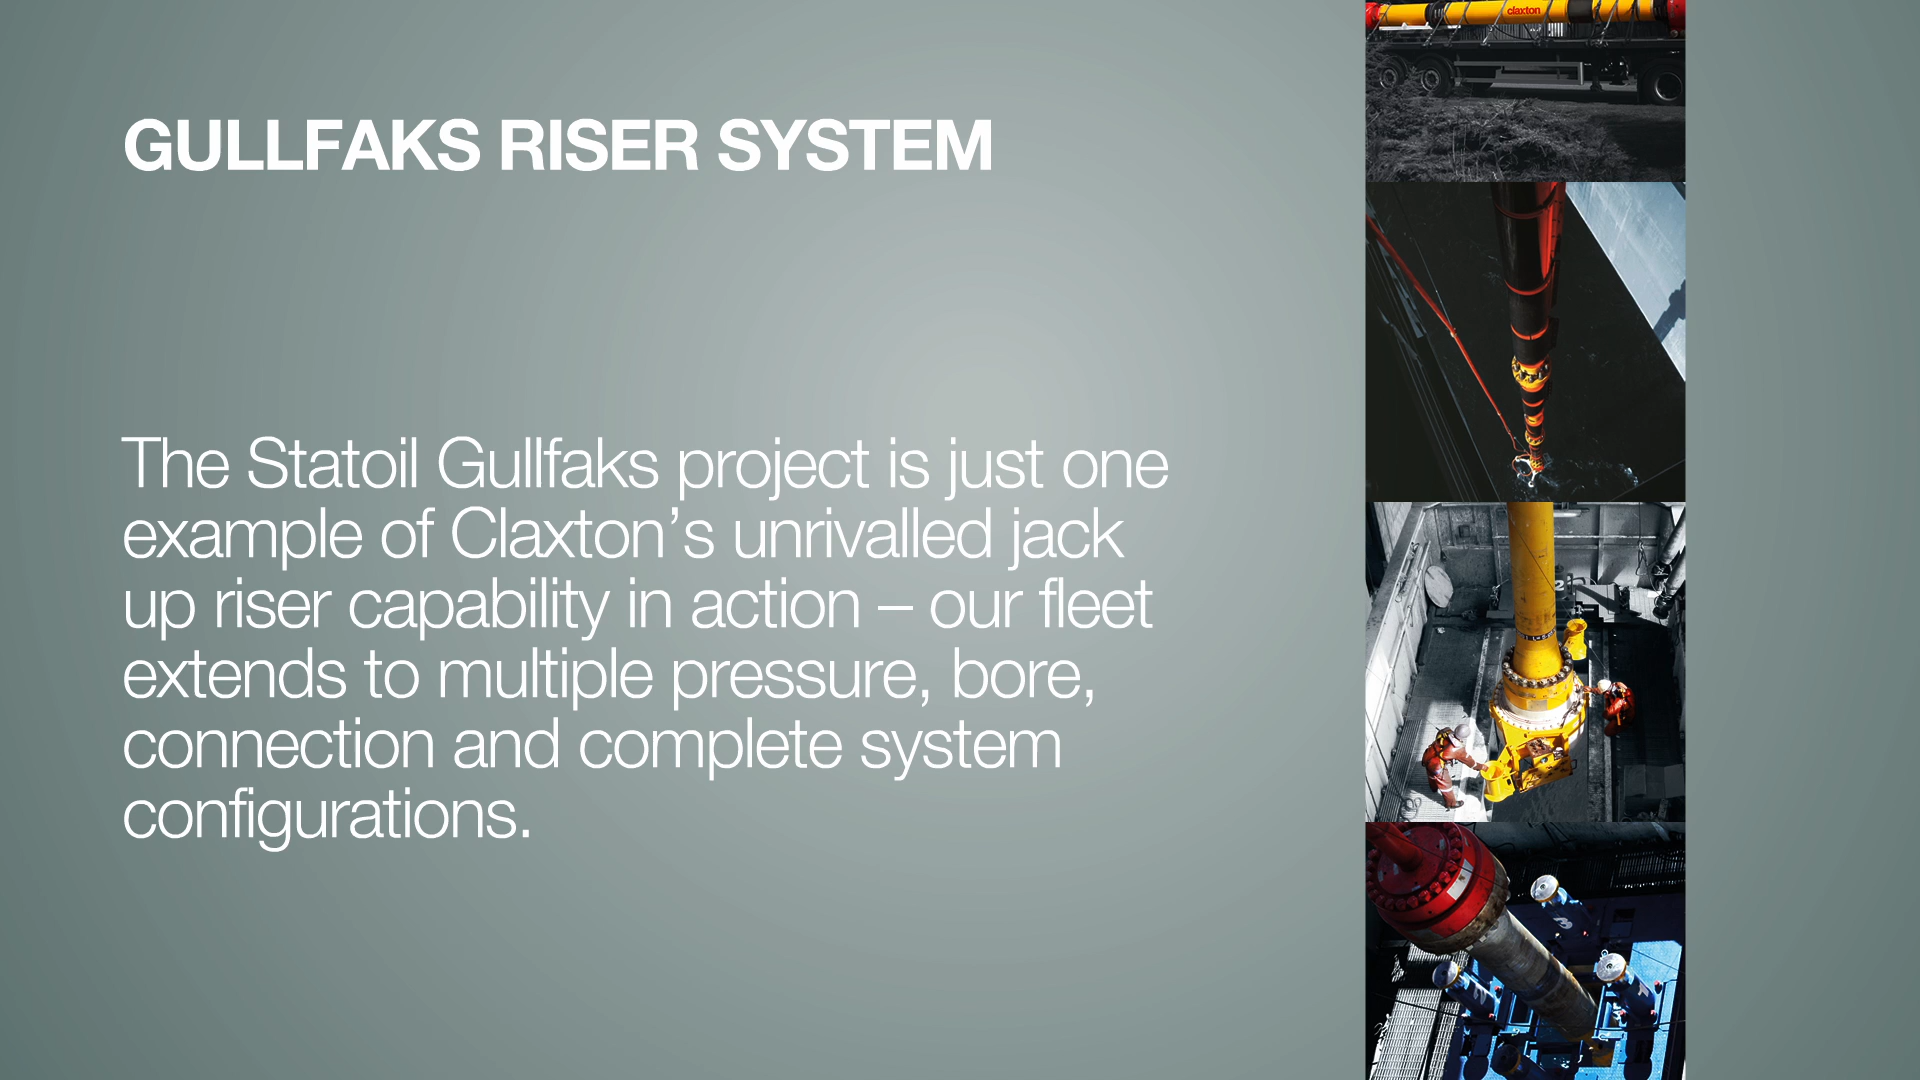 claxton
GULLFAKS RISER SYSTEM
The Statoil Gullfaks project is just one
example of Claxton’s unrivalled jack
up riser capability in action – our fleet
extends to multiple pressure, bore,
connection and complete system
configurations.